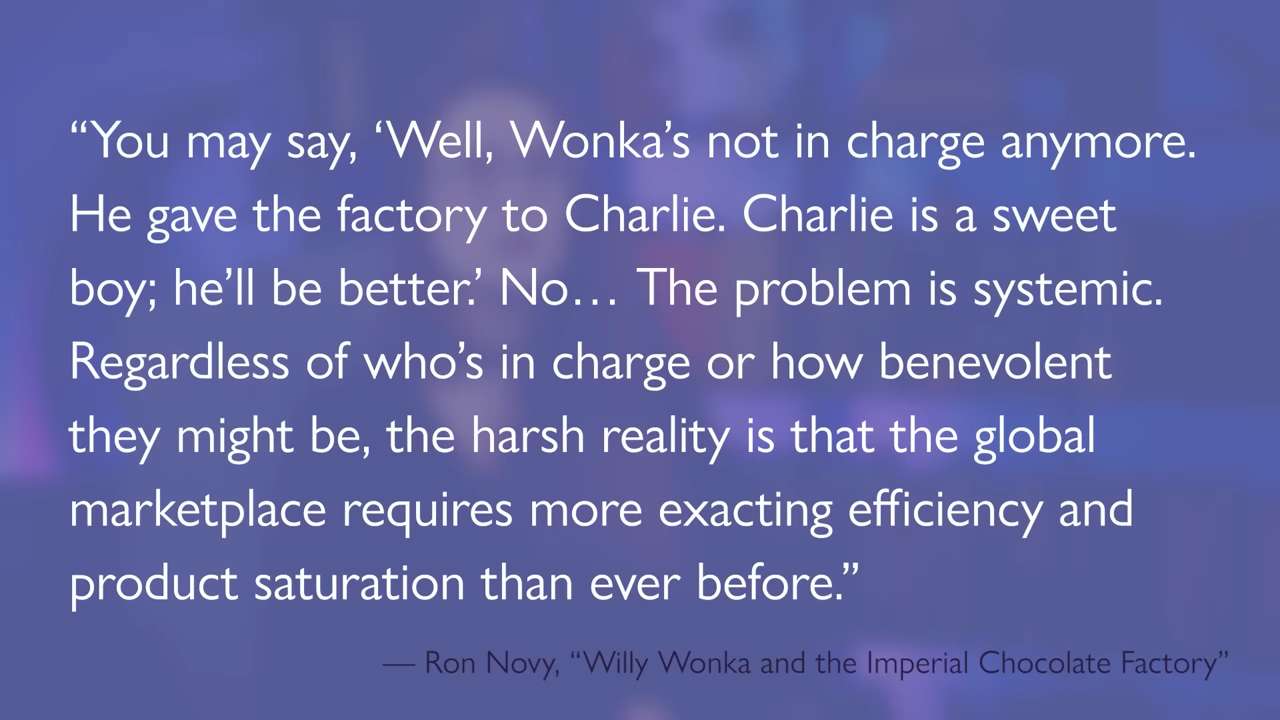 “You may say, ‘Well, Wonka’s not in charge anymore.
He gave the factory to Charlie. Charlie is a sweet
boy; he’ll be better.’ No… The problem is systemic.
Regardless of who’s in charge or how benevolent
they might be, the harsh reality is that the global
marketplace requires more exacting efficiency and
product saturation than ever before.”
— Ron Novy, “Willy Wonka and the Imperial Chocolate Factory”